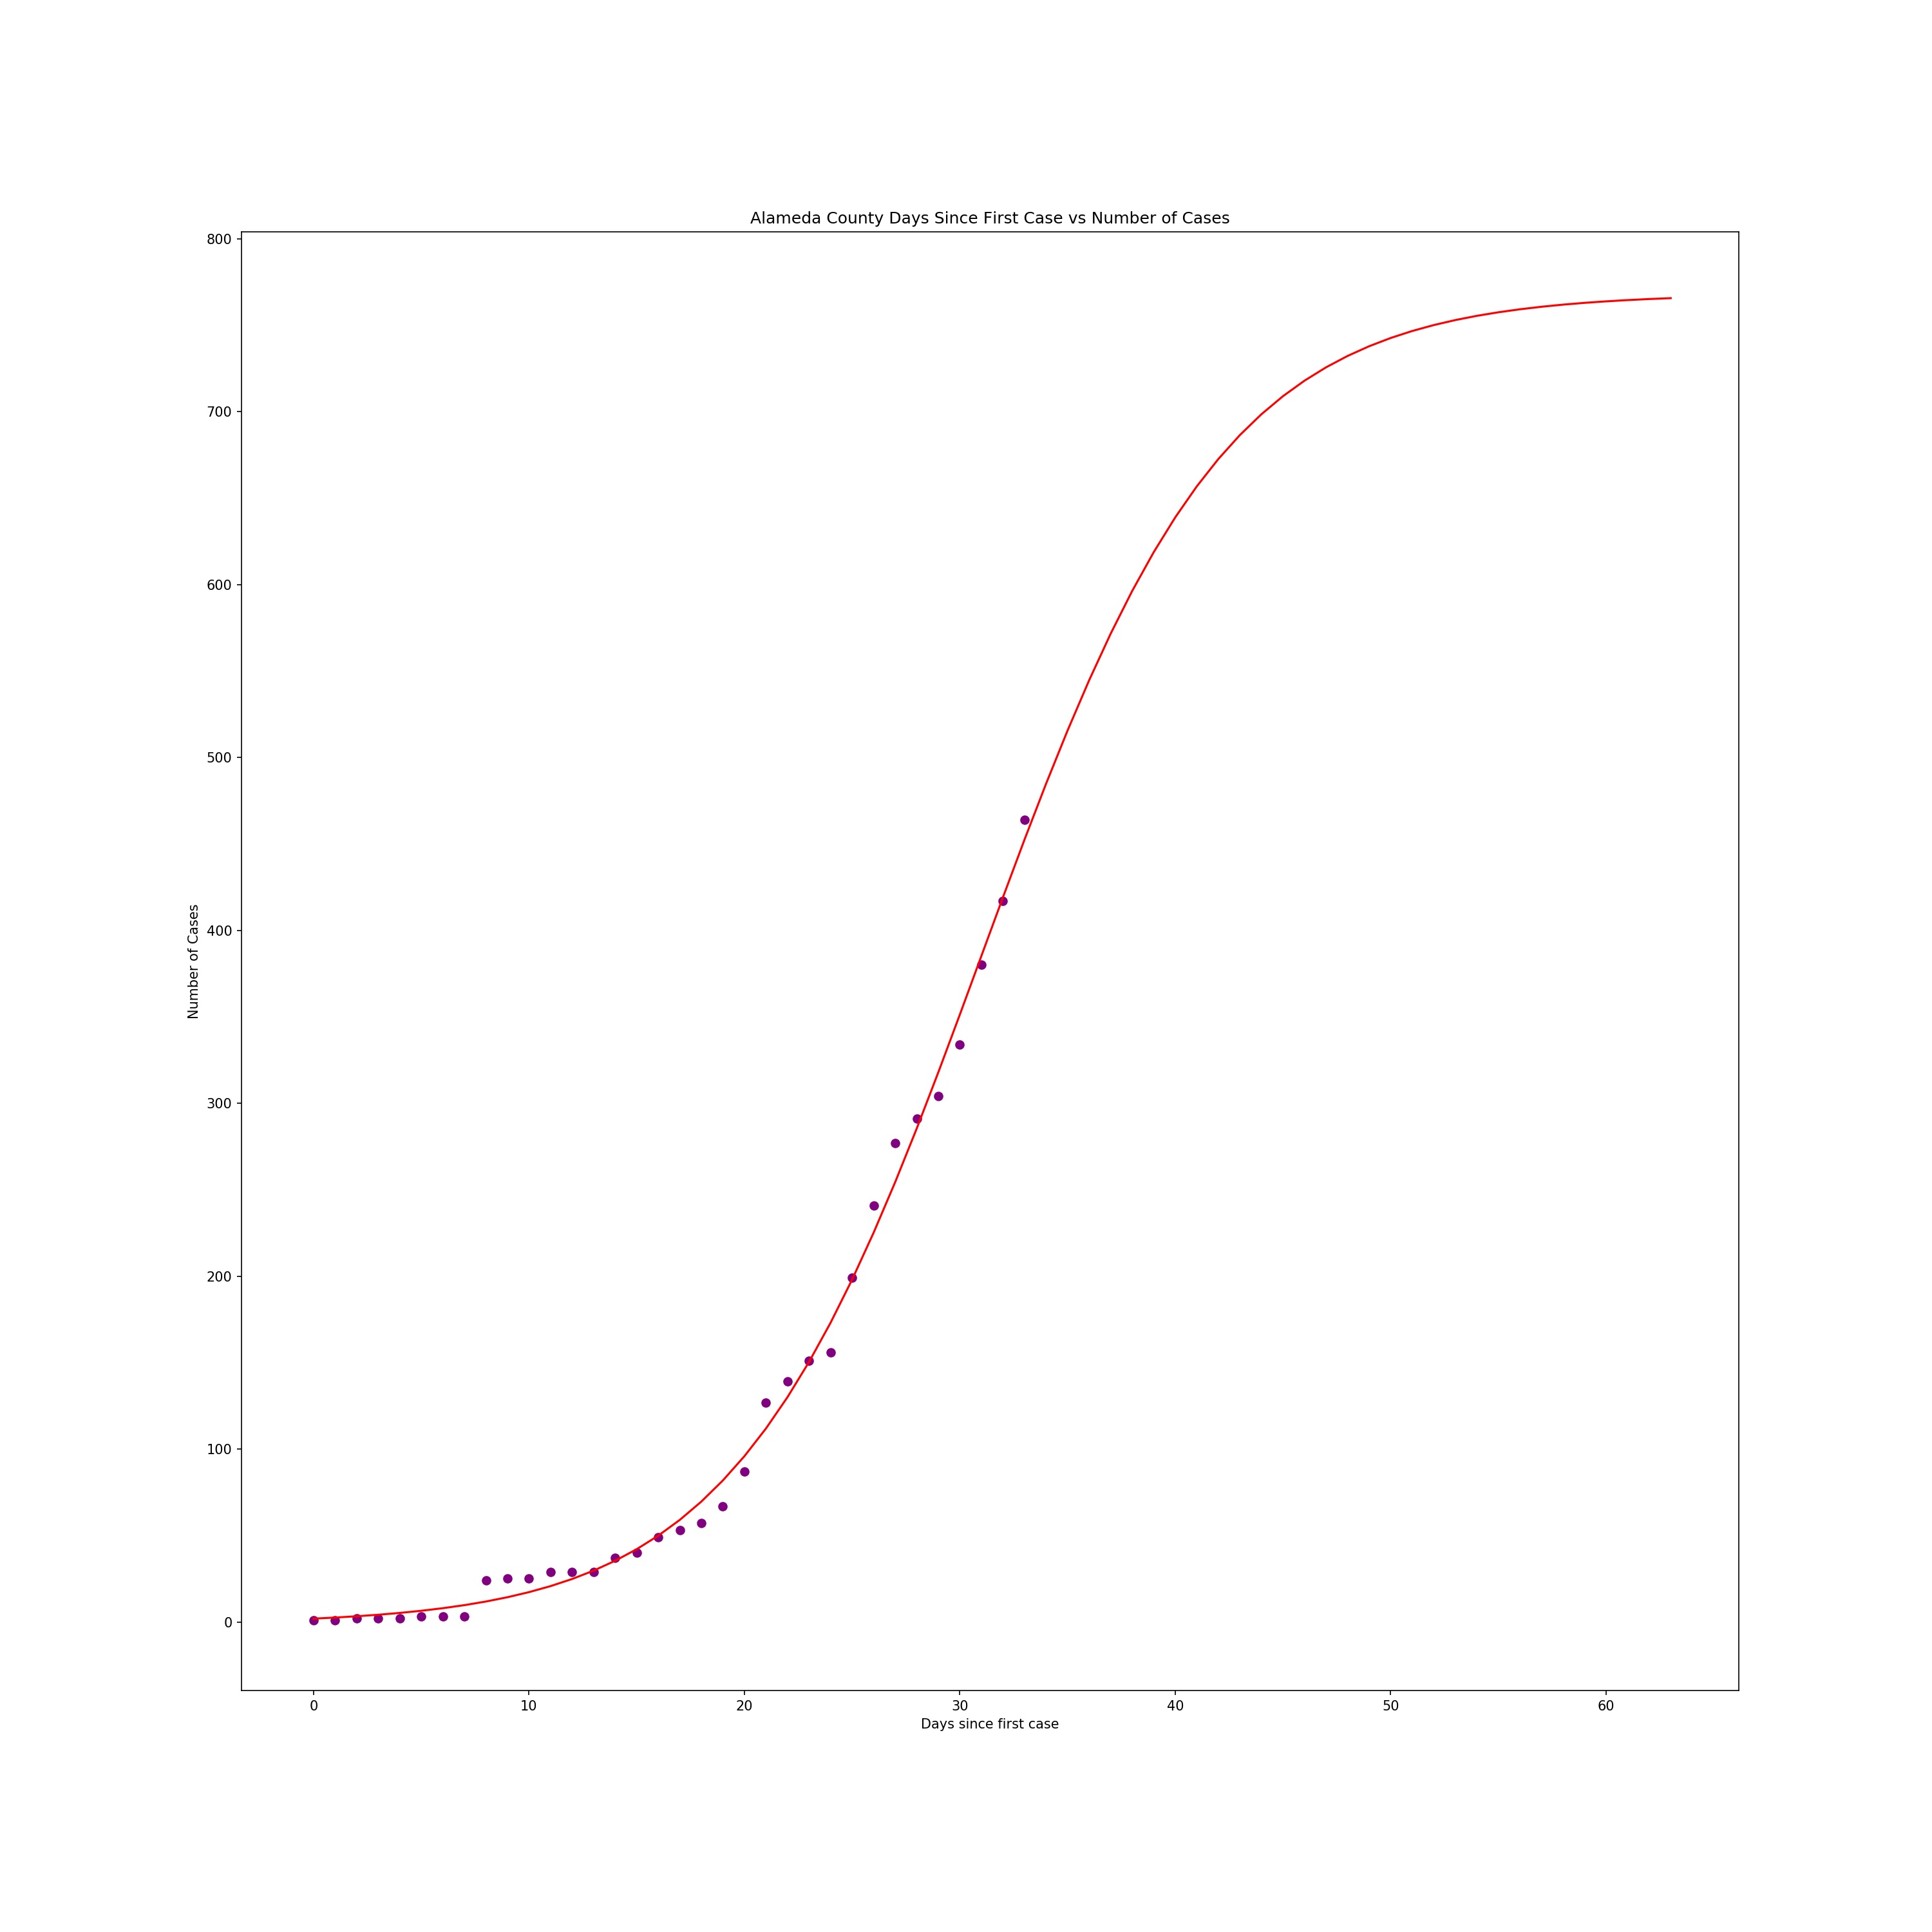 Alameda County Days Since First Case vs Number of Cases
800
700
600
500
400
300
200
100
0
Number of Cases
0 10 20 30 40 50 60
Days since first case